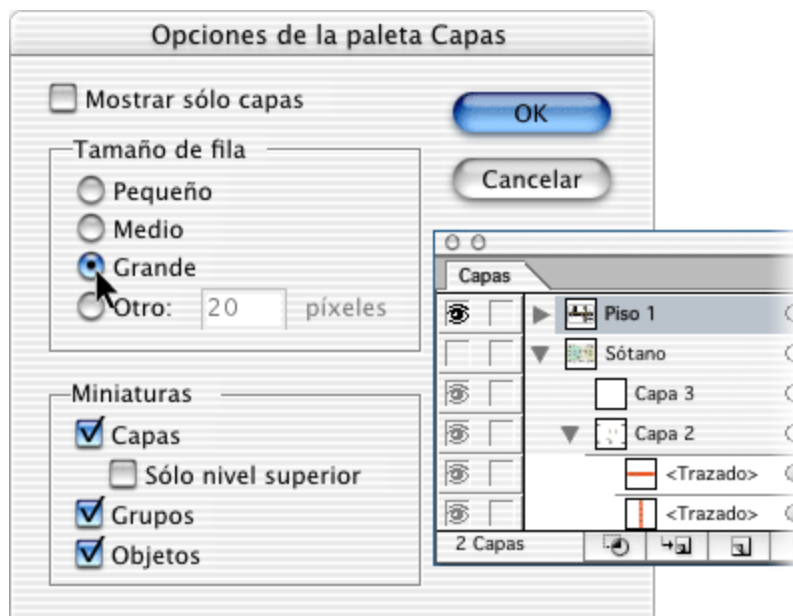 Opciones de la paleta Capas
Mostrar sólo capas
OK
Cancelar
Tamaño de fila
Pequeño
Medio
Grande
Otro: 20 píxeles
Miniaturas
Capas
Sólo nivel superior
Grupos
Objetos
Capas
Piso 1
Sótano
Capa 3
Capa 2
<Trazado>
<Trazado>
2 Capas